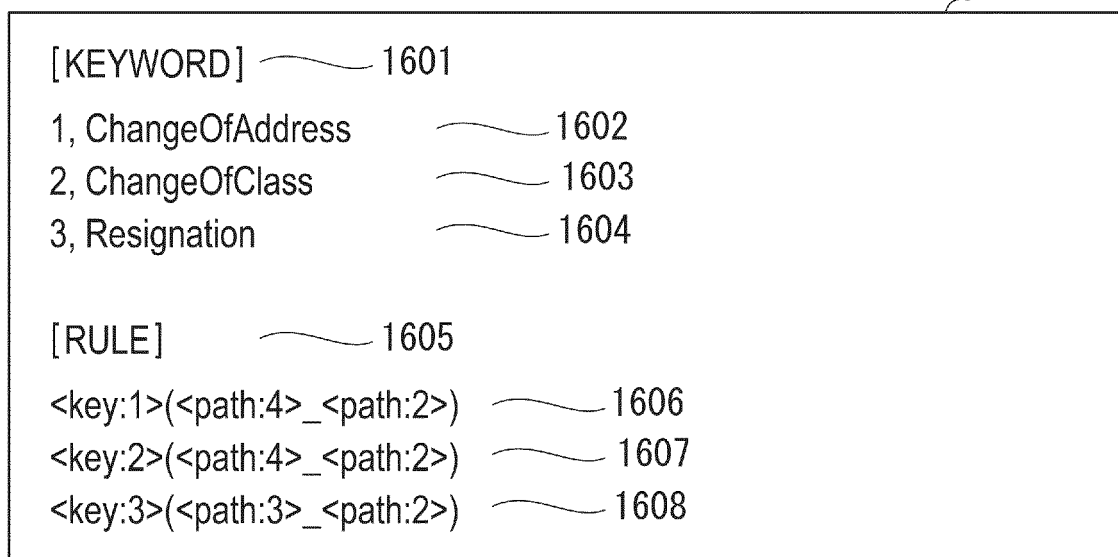 [KEYWORD] 1601
1, ChangeOfAddress 1602
2, ChangeOfClass 1603
3, Resignation 1604
[RULE] 1605
<key:1>(<path:4>_<path:2>) 1606
<key:2>(<path:4>_<path:2>) 1607
<key:3>(<path:3>_<path:2>) 1608